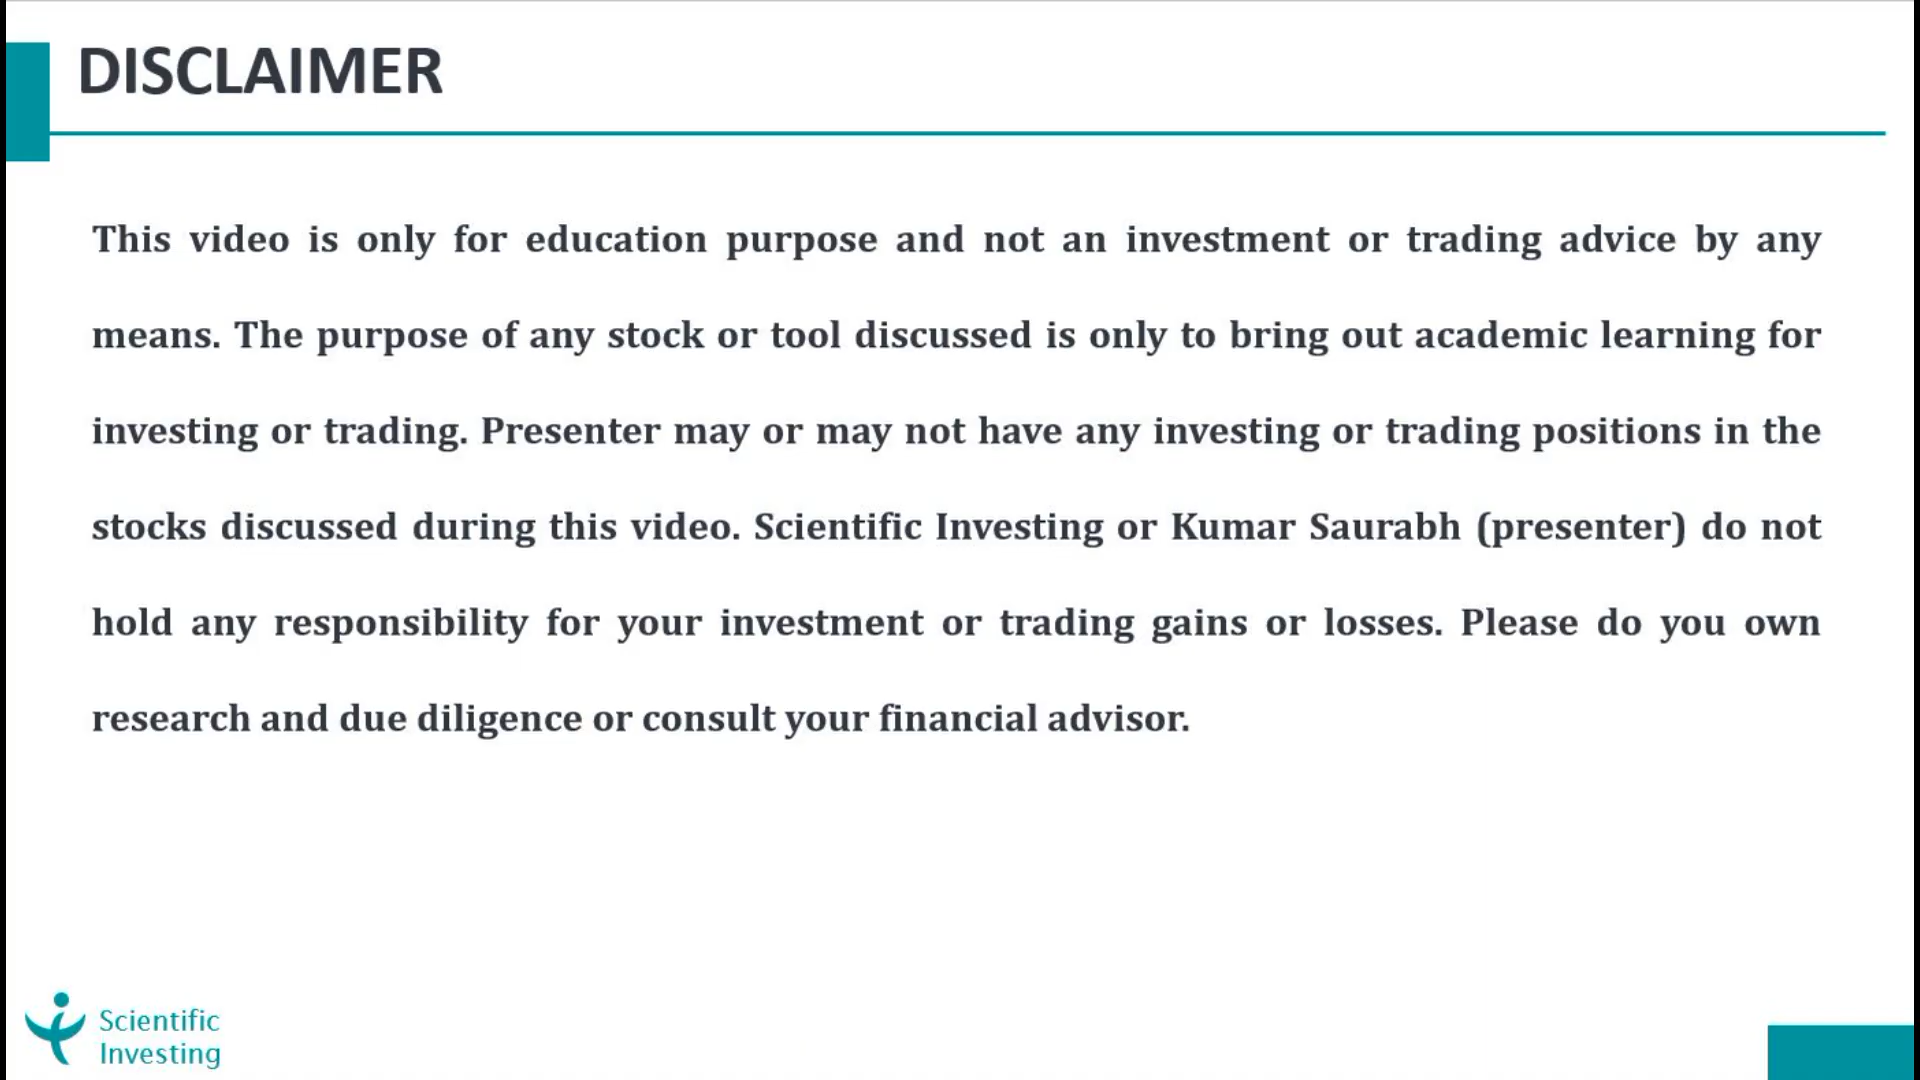 DISCLAIMER
This video is only for education purpose and not an investment or trading advice by any
means. The purpose of any stock or tool discussed is only to bring out academic learning for
investing or trading. Presenter may or may not have any investing or trading positions in the
stocks discussed during this video. Scientific Investing or Kumar Saurabh (presenter) do not
hold any responsibility for your investment or trading gains or losses. Please do you own
research and due diligence or consult your financial advisor.
Scientific
Investing